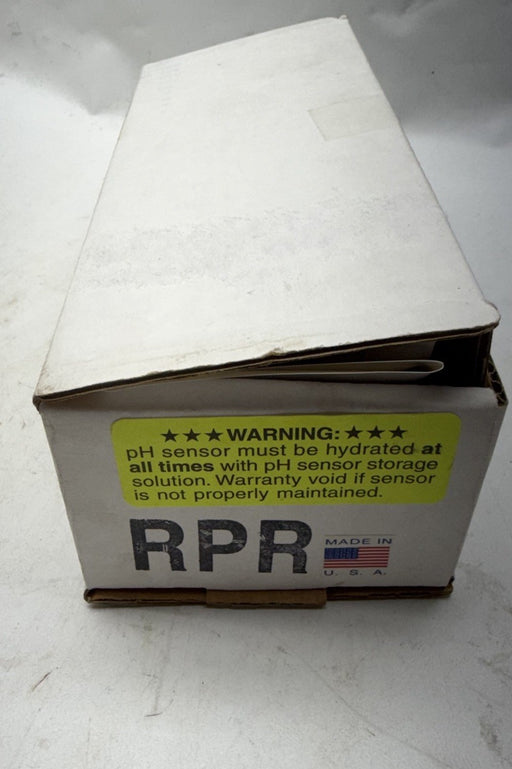 ★★★WARNING:★★★
pH sensor must be hydrated at
all times with pH sensor storage
solution. Warranty void if sensor
is not properly maintained.
RPR
MADE IN
U. S. A.